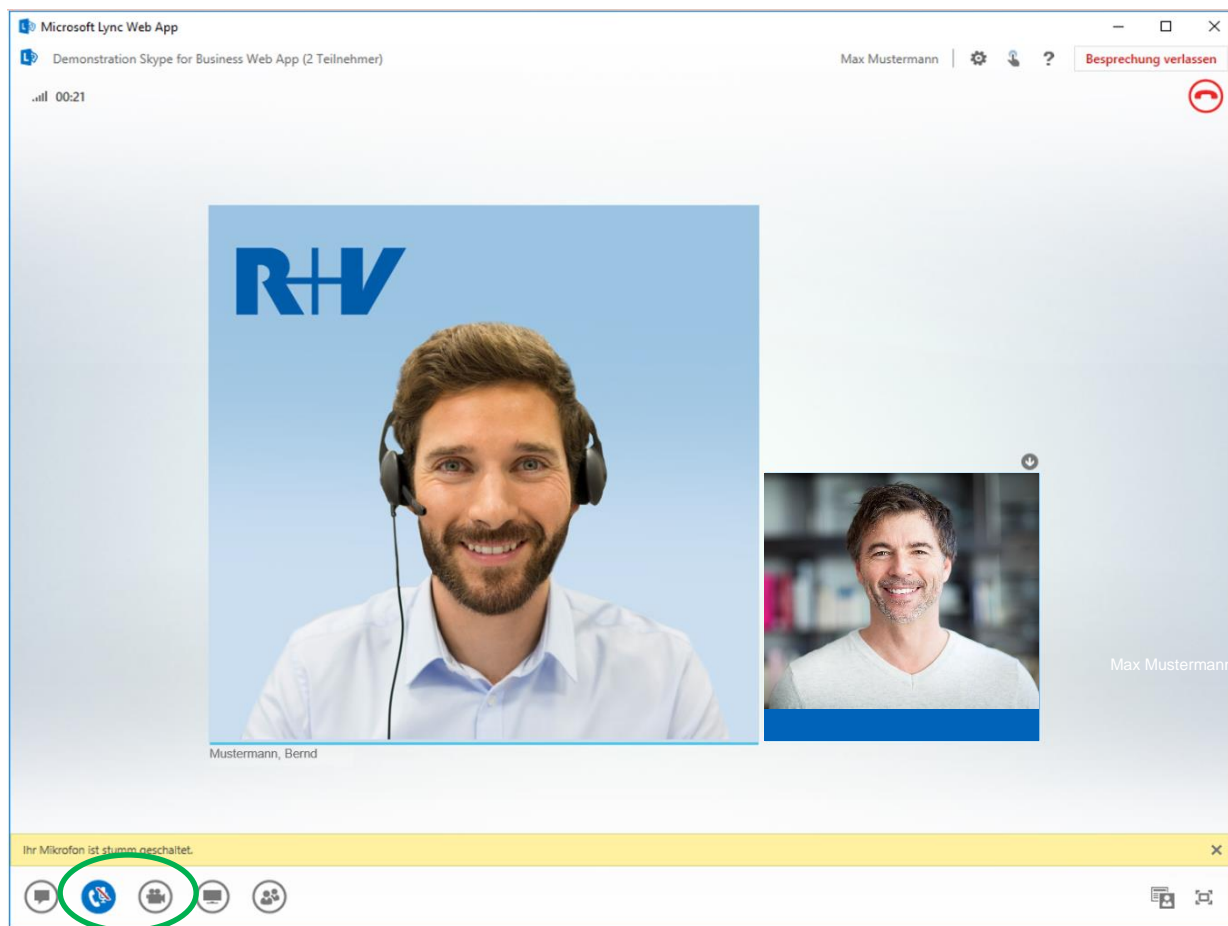 Microsoft Lync Web App
Demonstration Skype for Business Web App (2 Teilnehmer)
Max Mustermann
?
Besprechung verlassen
00:21
R+V
Max Mustermann
Mustermann, Bernd
Ihr Mikrofon ist stumm geschaltet.